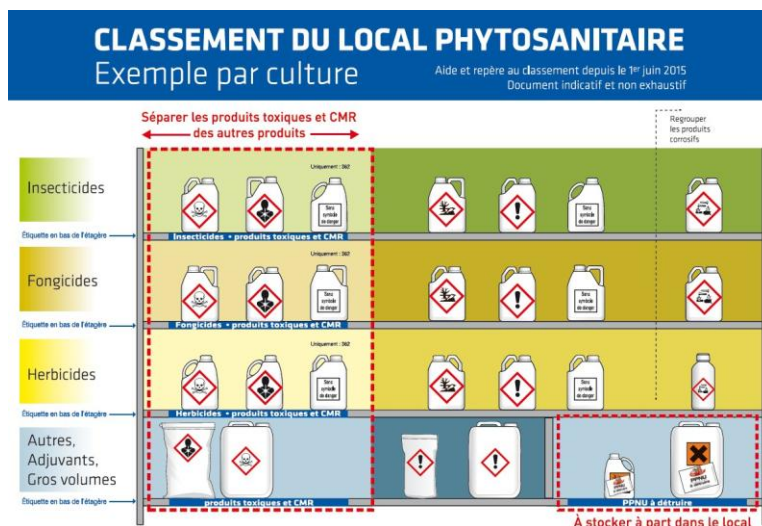 CLASSEMENT DU LOCAL PHYTOSANITAIRE
Exemple par culture
Aide et repère au classement depuis le 1er juin 2015
Document indicatif et non exhaustif
Séparer les produits toxiques et CMR
des autres produits
Regrouper
les produits
corrosifs
Insecticides
Uniquement : 362
Sans
symbole
de danger
Sans
symbole
de danger
Étiquette en bas de l'étagère
Insecticides • produits toxiques et CMR
Fongicides
Uniquement : 362
Sans
symbole
de danger
Sans
symbole
de danger
Étiquette en bas de l'étagère
Fongicides • produits toxiques et CMR
Herbicides
Uniquement : 362
Sans
symbole
de danger
Sans
symbole
de danger
Étiquette en bas de l'étagère
Herbicides • produits toxiques et CMR
Autres,
Adjuvants,
Gros volumes
PPNU
PPNU
à détruire
Étiquette en bas de l'étagère
produits toxiques et CMR
PPNU à détruire
À stocker à part dans le local